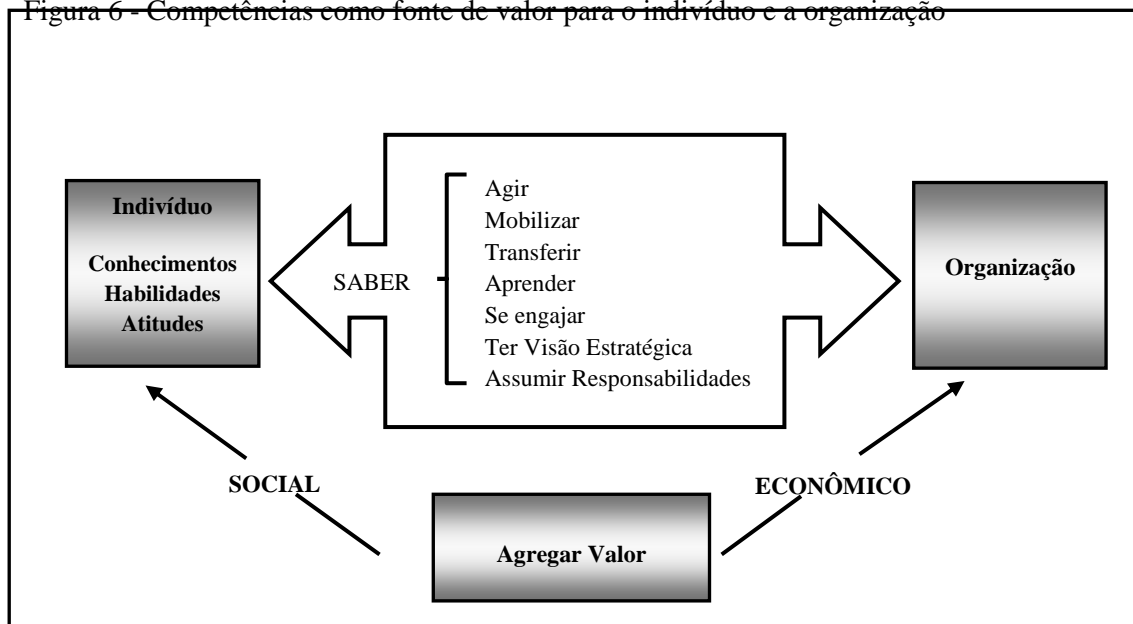 Figura 6 - Competências como fonte de valor para o indivíduo e a organização
Indivíduo
Conhecimentos
Habilidades
Atitudes
SABER
Agir
Mobilizar
Transferir
Aprender
Se engajar
Ter Visão Estratégica
Assumir Responsabilidades
Organização
SOCIAL
ECONÔMICO
Agregar Valor